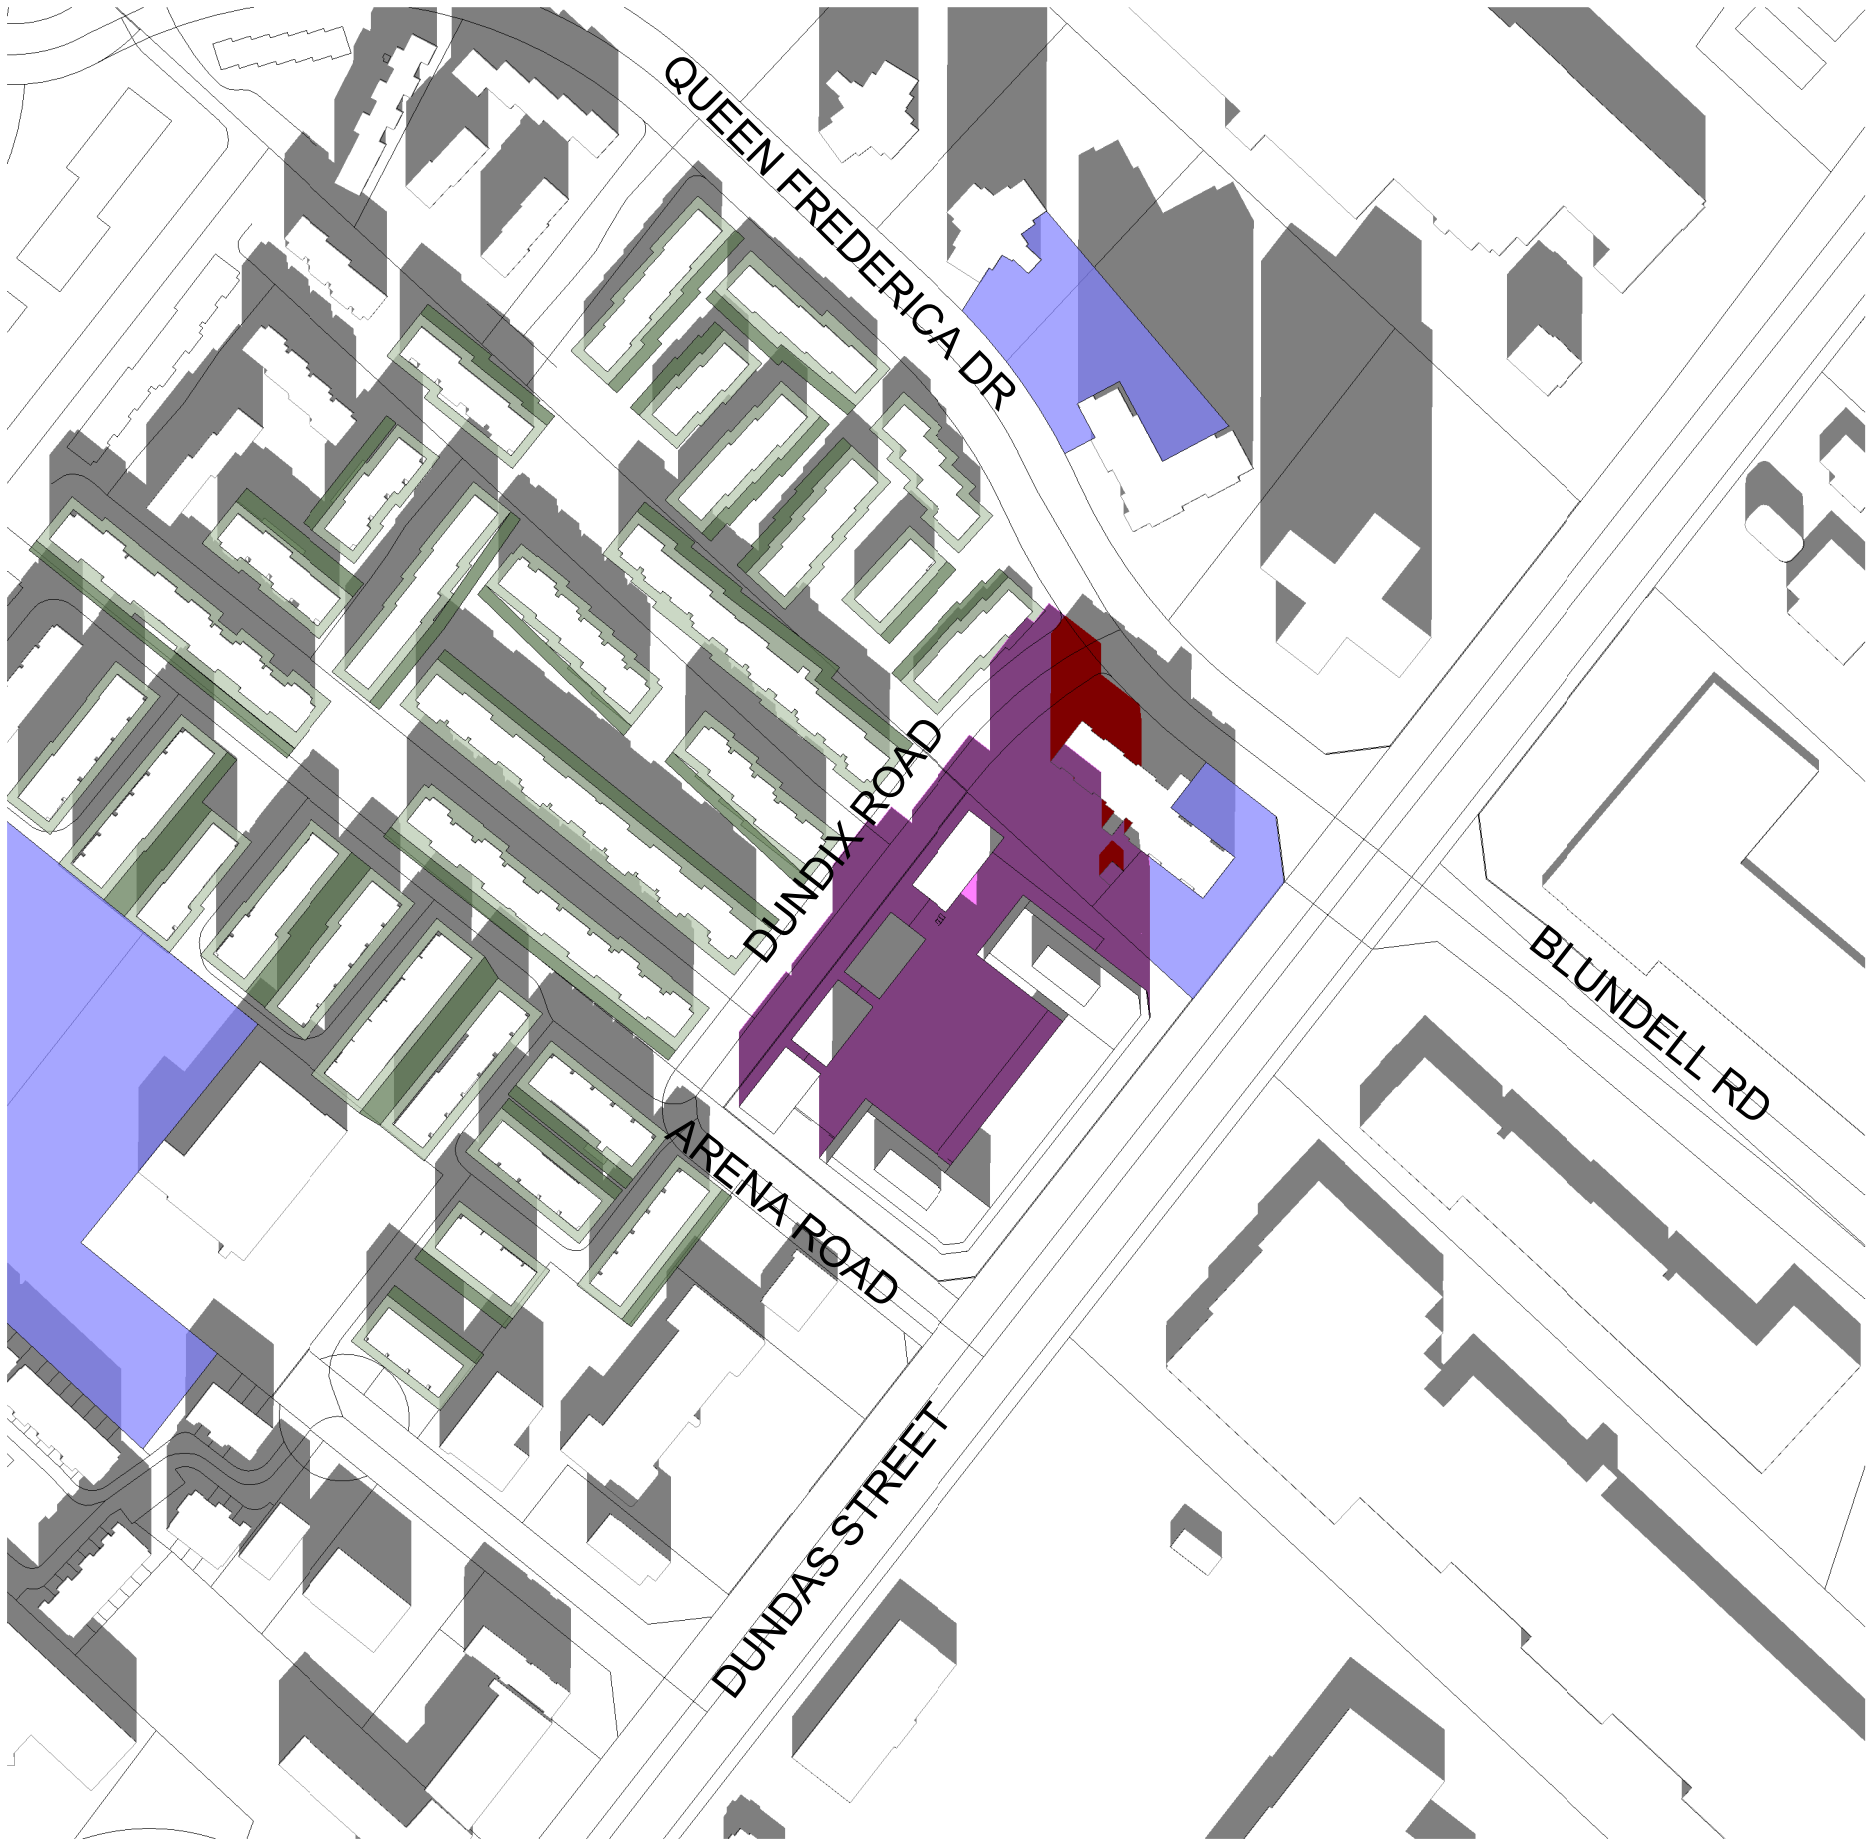 QUEEN FREDERICA DR
DUNDIX ROAD
BLUNDELL RD
ARENA ROAD
DUNDAS STREET